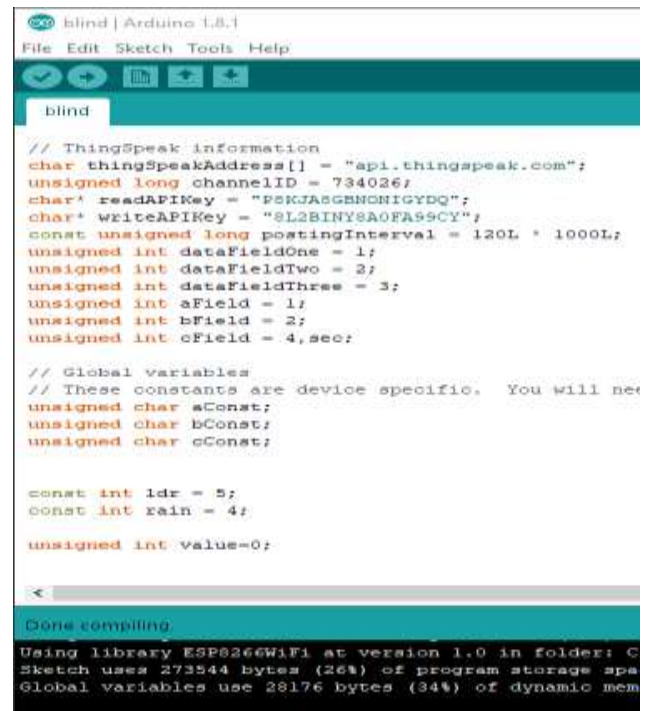 blind | Arduino 1.8.1
File Edit Sketch Tools Help
blind
// ThingSpeak information
char thingSpeakAddress[] = "api.thingspeak.com";
unsigned long channelID = 734026;
char* readAPIKey = "P8KJA8GBNONIGYDQ";
char* writeAPIKey = "8L2BINY8A0FA99CY";
const unsigned long postingInterval = 120L * 1000L;
unsigned int dataFieldOne = 1;
unsigned int dataFieldTwo = 2;
unsigned int dataFieldThree = 3;
unsigned int aField = 1;
unsigned int bField = 2;
unsigned int cField = 4,sec;
// Global variables
// These constants are device specific. You will nee
unsigned char aConst;
unsigned char bConst;
unsigned char cConst;
const int ldr = 5;
const int rain = 4;
unsigned int value=0;
Done compiling.
Using library ESP8266WiFi at version 1.0 in folder: C
Sketch uses 273544 bytes (26%) of program storage spa
Global variables use 28176 bytes (34%) of dynamic mem